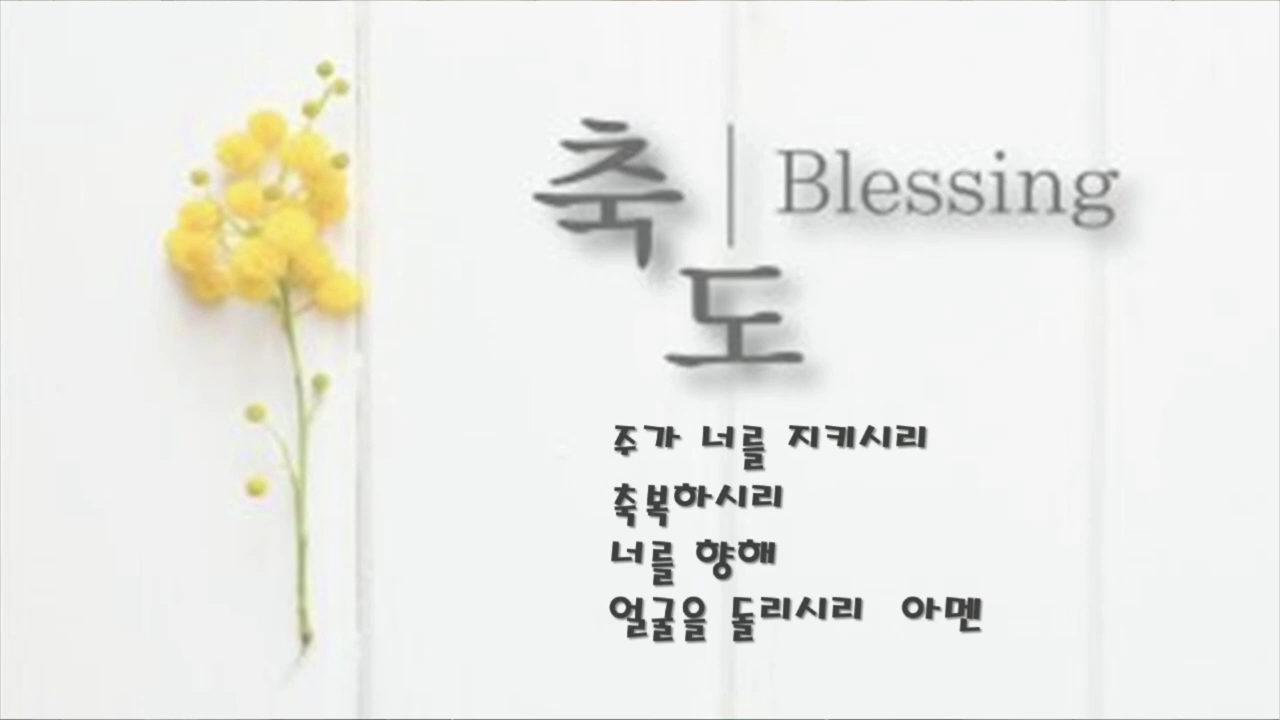 축도 | Blessing
주가 너를 지키시리
축복하시리
너를 향해
얼굴을 돌리시리 아멘